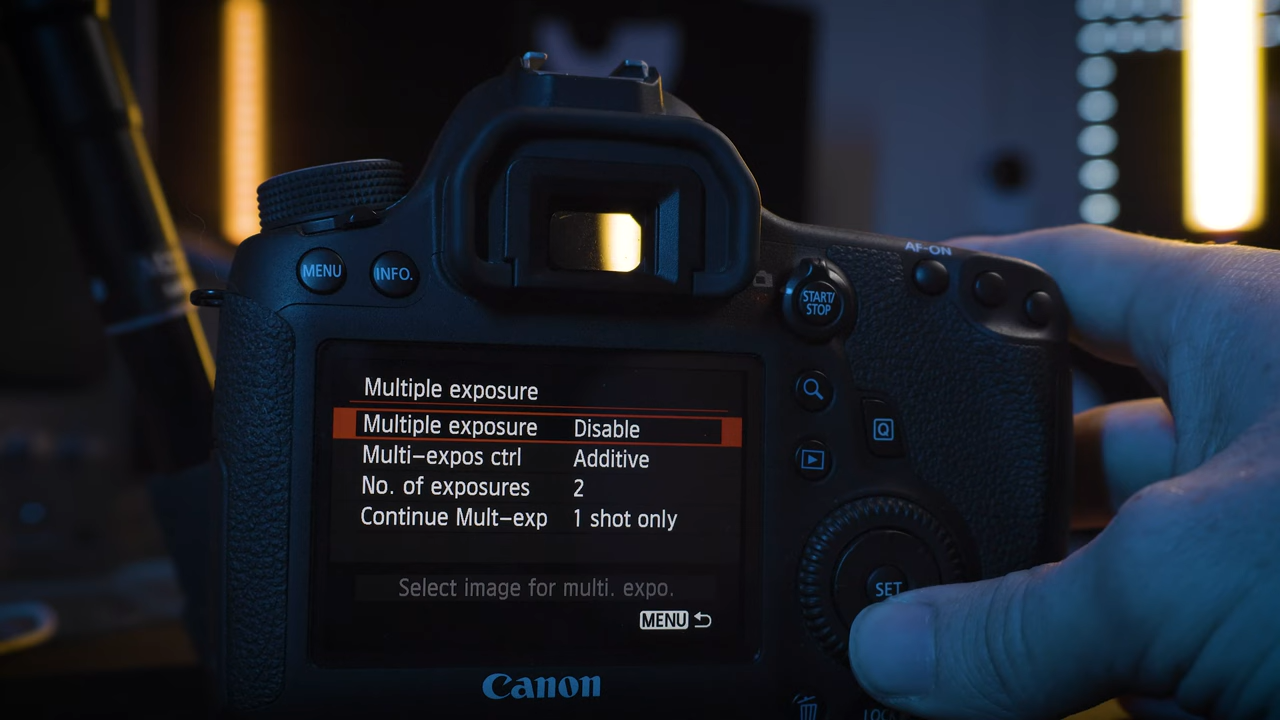 AF-ON
MENU INFO.
START/
STOP
Multiple exposure
Multiple exposure Disable
Multi-expos ctrl Additive
No. of exposures 2
Continue Mult-exp 1 shot only
Select image for multi. expo.
MENU
Q
SET
Canon